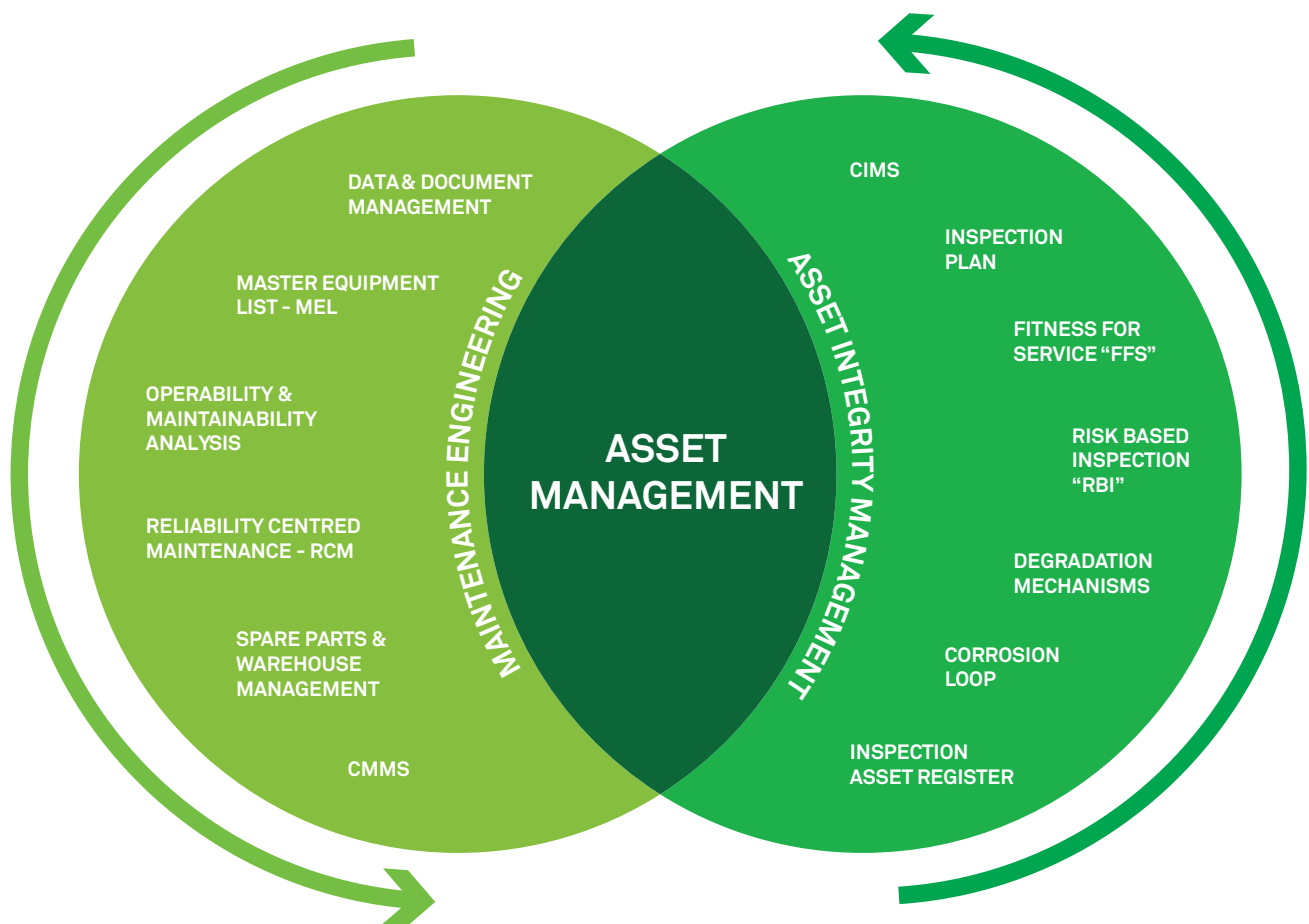 DATA & DOCUMENT
MANAGEMENT
MASTER EQUIPMENT
LIST - MEL
OPERABILITY &
MAINTAINABILITY
ANALYSIS
RELIABILITY CENTRED
MAINTENANCE - RCM
SPARE PARTS &
WAREHOUSE
MANAGEMENT
CMMS
MAINTENANCE ENGINEERING
ASSET
MANAGEMENT
ASSET INTEGRITY MANAGEMENT
CIMS
INSPECTION
PLAN
FITNESS FOR
SERVICE “FFS”
RISK BASED
INSPECTION
“RBI”
DEGRADATION
MECHANISMS
CORROSION
LOOP
INSPECTION
ASSET REGISTER